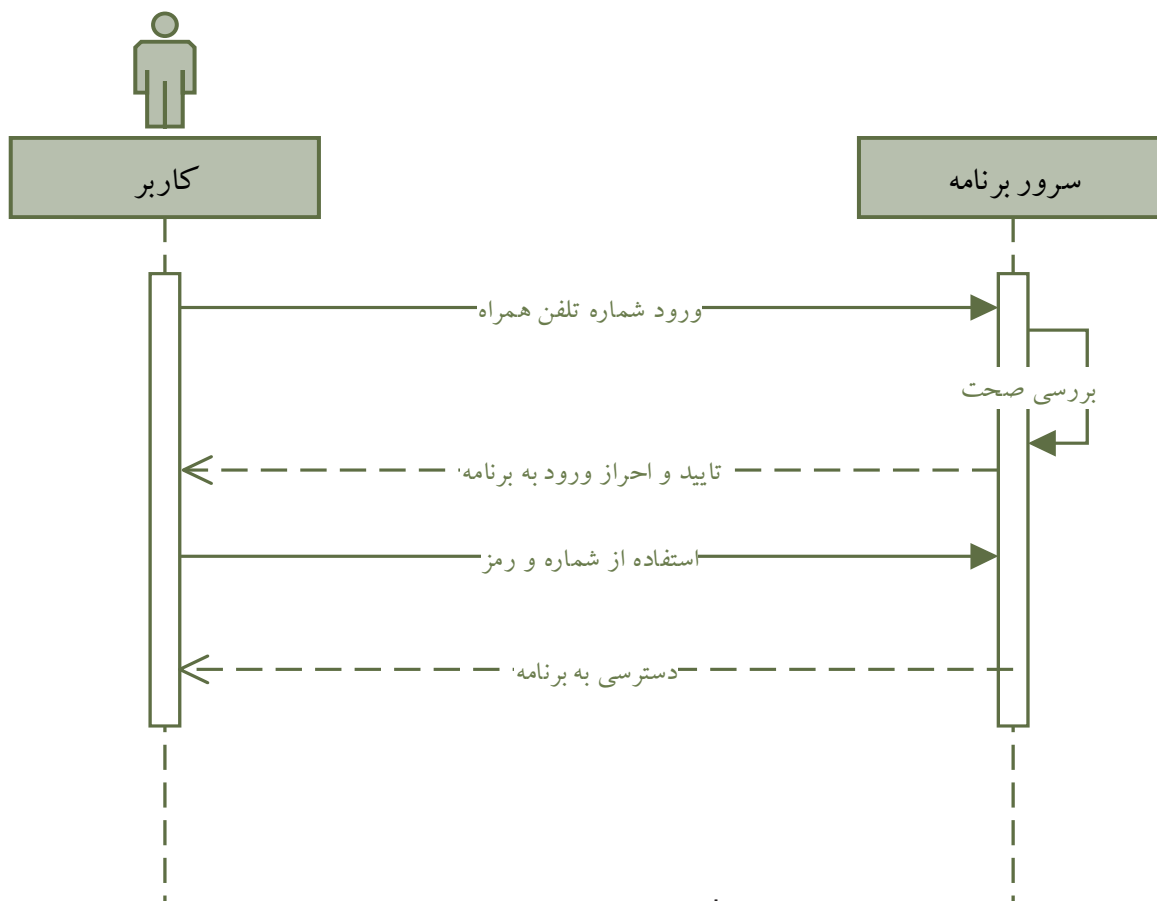 کاربر
سرور برنامه
ورود شماره تلفن همراه
بررسی صحت
تایید و احراز ورود به برنامه
استفاده از شماره و رمز
دسترسی به برنامه